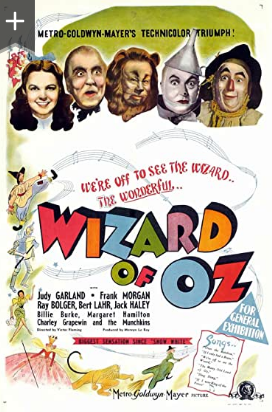 METRO-GOLDWYN-MAYER'S TECHNICOLOR TRIUMPH!
WE'RE OFF TO SEE THE WIZARD..
THE WONDERFUL...
WIZARD
OF OZ
Judy GARLAND • Frank MORGAN
Ray BOLGER, Bert LAHR, Jack HALEY
Billie Burke, Margaret Hamilton
Charley Grapewin and the Munchkins
Directed by Victor Fleming
Produced by Mervyn Le Roy
BIGGEST SENSATION SINCE "SNOW WHITE"
FOR
GENERAL
EXHIBITION
Songs
Metro-Goldwyn-Mayer PICTURE